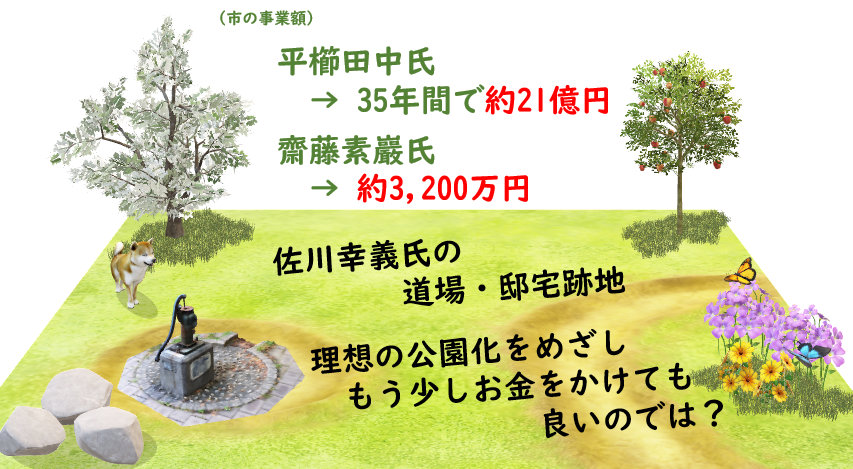 (市の事業額)
平櫛田中氏
→ 35年間で約21億円
齋藤素巌氏
→ 約3,200万円
佐川幸義氏の
道場・邸宅跡地
理想の公園化をめざし
もう少しお金をかけても
良いのでは？